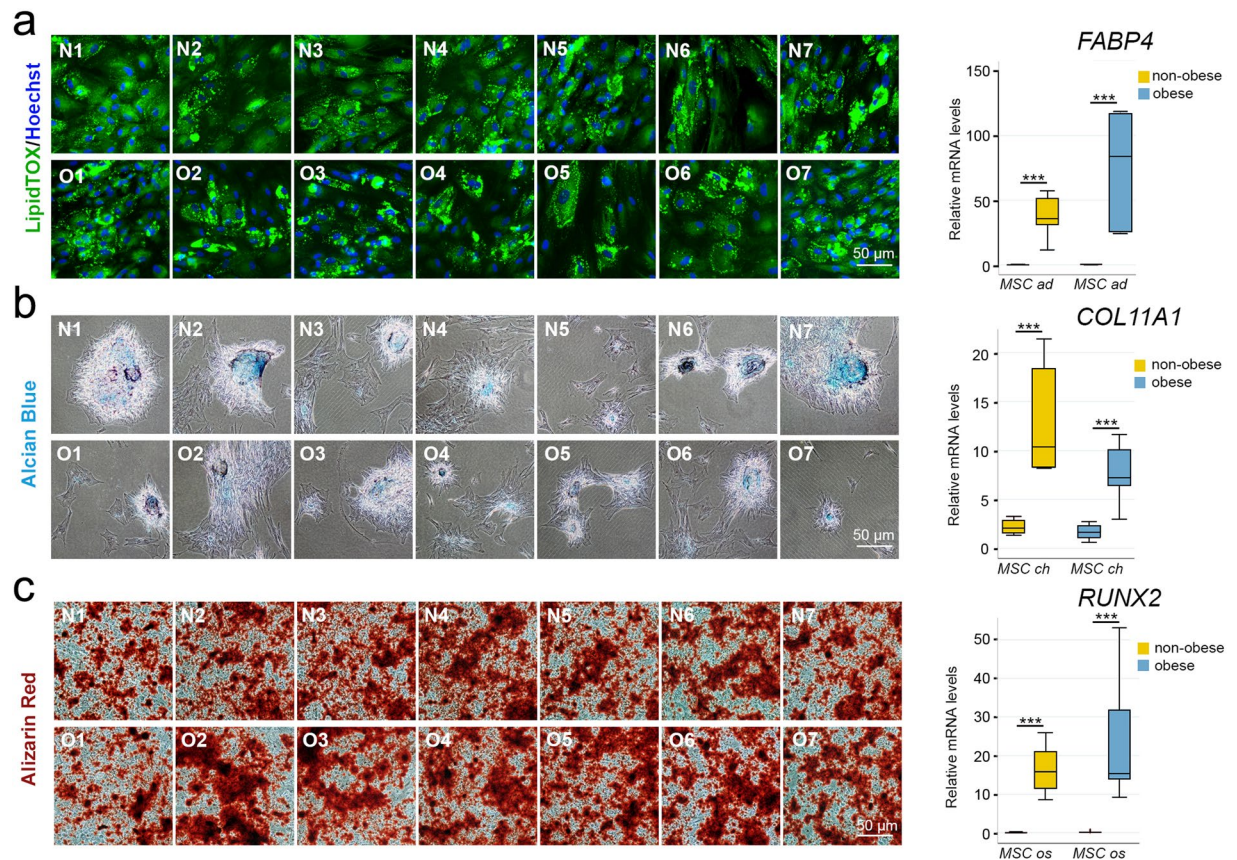 a
LipidTOX/Hoechst
N1 N2 N3 N4 N5 N6 N7
O1 O2 O3 O4 O5 O6 O7
50 µm
FABP4
non-obese
obese
Relative mRNA levels
150
100
50
0
***
***
MSC ad MSC ad
b
Alcian Blue
N1 N2 N3 N4 N5 N6 N7
O1 O2 O3 O4 O5 O6 O7
50 µm
COL11A1
non-obese
obese
Relative mRNA levels
20
15
10
5
0
***
***
MSC ch MSC ch
c
Alizarin Red
N1 N2 N3 N4 N5 N6 N7
O1 O2 O3 O4 O5 O6 O7
50 µm
RUNX2
non-obese
obese
Relative mRNA levels
50
40
30
20
10
0
***
***
MSC os MSC os